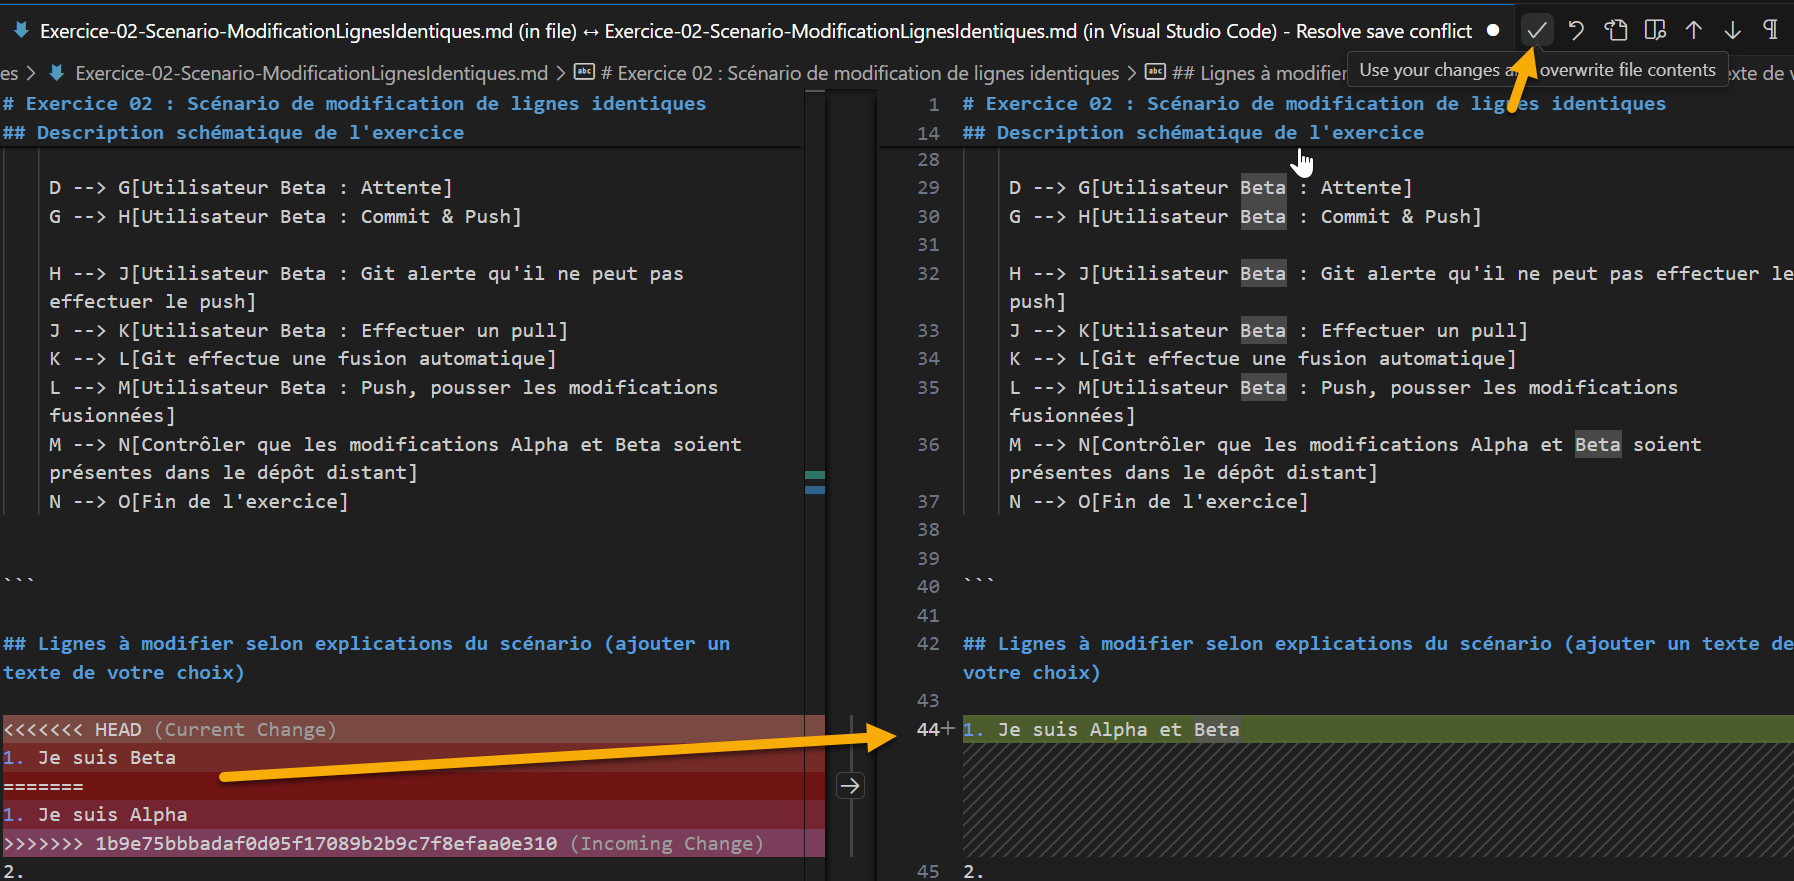 Exercice-02-Scenario-ModificationLignesIdentiques.md (in file) ↔ Exercice-02-Scenario-ModificationLignesIdentiques.md (in Visual Studio Code) - Resolve save conflict
es > Exercice-02-Scenario-ModificationLignesIdentiques.md > abc # Exercice 02 : Scénario de modification de lignes identiques > abc ## Lignes à modifier
Use your changes overwrite file contents
xte de
# Exercice 02 : Scénario de modification de lignes identiques
## Description schématique de l'exercice
D --> G[Utilisateur Beta : Attente]
G --> H[Utilisateur Beta : Commit & Push]
H --> J[Utilisateur Beta : Git alerte qu'il ne peut pas
effectuer le push]
J --> K[Utilisateur Beta : Effectuer un pull]
K --> L[Git effectue une fusion automatique]
L --> M[Utilisateur Beta : Push, pousser les modifications
fusionnées]
M --> N[Contrôler que les modifications Alpha et Beta soient
présentes dans le dépôt distant]
N --> O[Fin de l'exercice]
```
## Lignes à modifier selon explications du scénario (ajouter un
texte de votre choix)
<<<<<<< HEAD (Current Change)
1. Je suis Beta
=======
1. Je suis Alpha
>>>>>>> 1b9e75bbbadaf0d05f17089b2b9c7f8efaa0e310 (Incoming Change)
2.
1 # Exercice 02 : Scénario de modification de lignes identiques
14 ## Description schématique de l'exercice
28
29 D --> G[Utilisateur Beta : Attente]
30 G --> H[Utilisateur Beta : Commit & Push]
31
32 H --> J[Utilisateur Beta : Git alerte qu'il ne peut pas effectuer le
push]
33 J --> K[Utilisateur Beta : Effectuer un pull]
34 K --> L[Git effectue une fusion automatique]
35 L --> M[Utilisateur Beta : Push, pousser les modifications
fusionnées]
36 M --> N[Contrôler que les modifications Alpha et Beta soient
présentes dans le dépôt distant]
37 N --> O[Fin de l'exercice]
38
39
40 ```
41
42 ## Lignes à modifier selon explications du scénario (ajouter un texte de
votre choix)
43
44+ 1. Je suis Alpha et Beta
45 2.